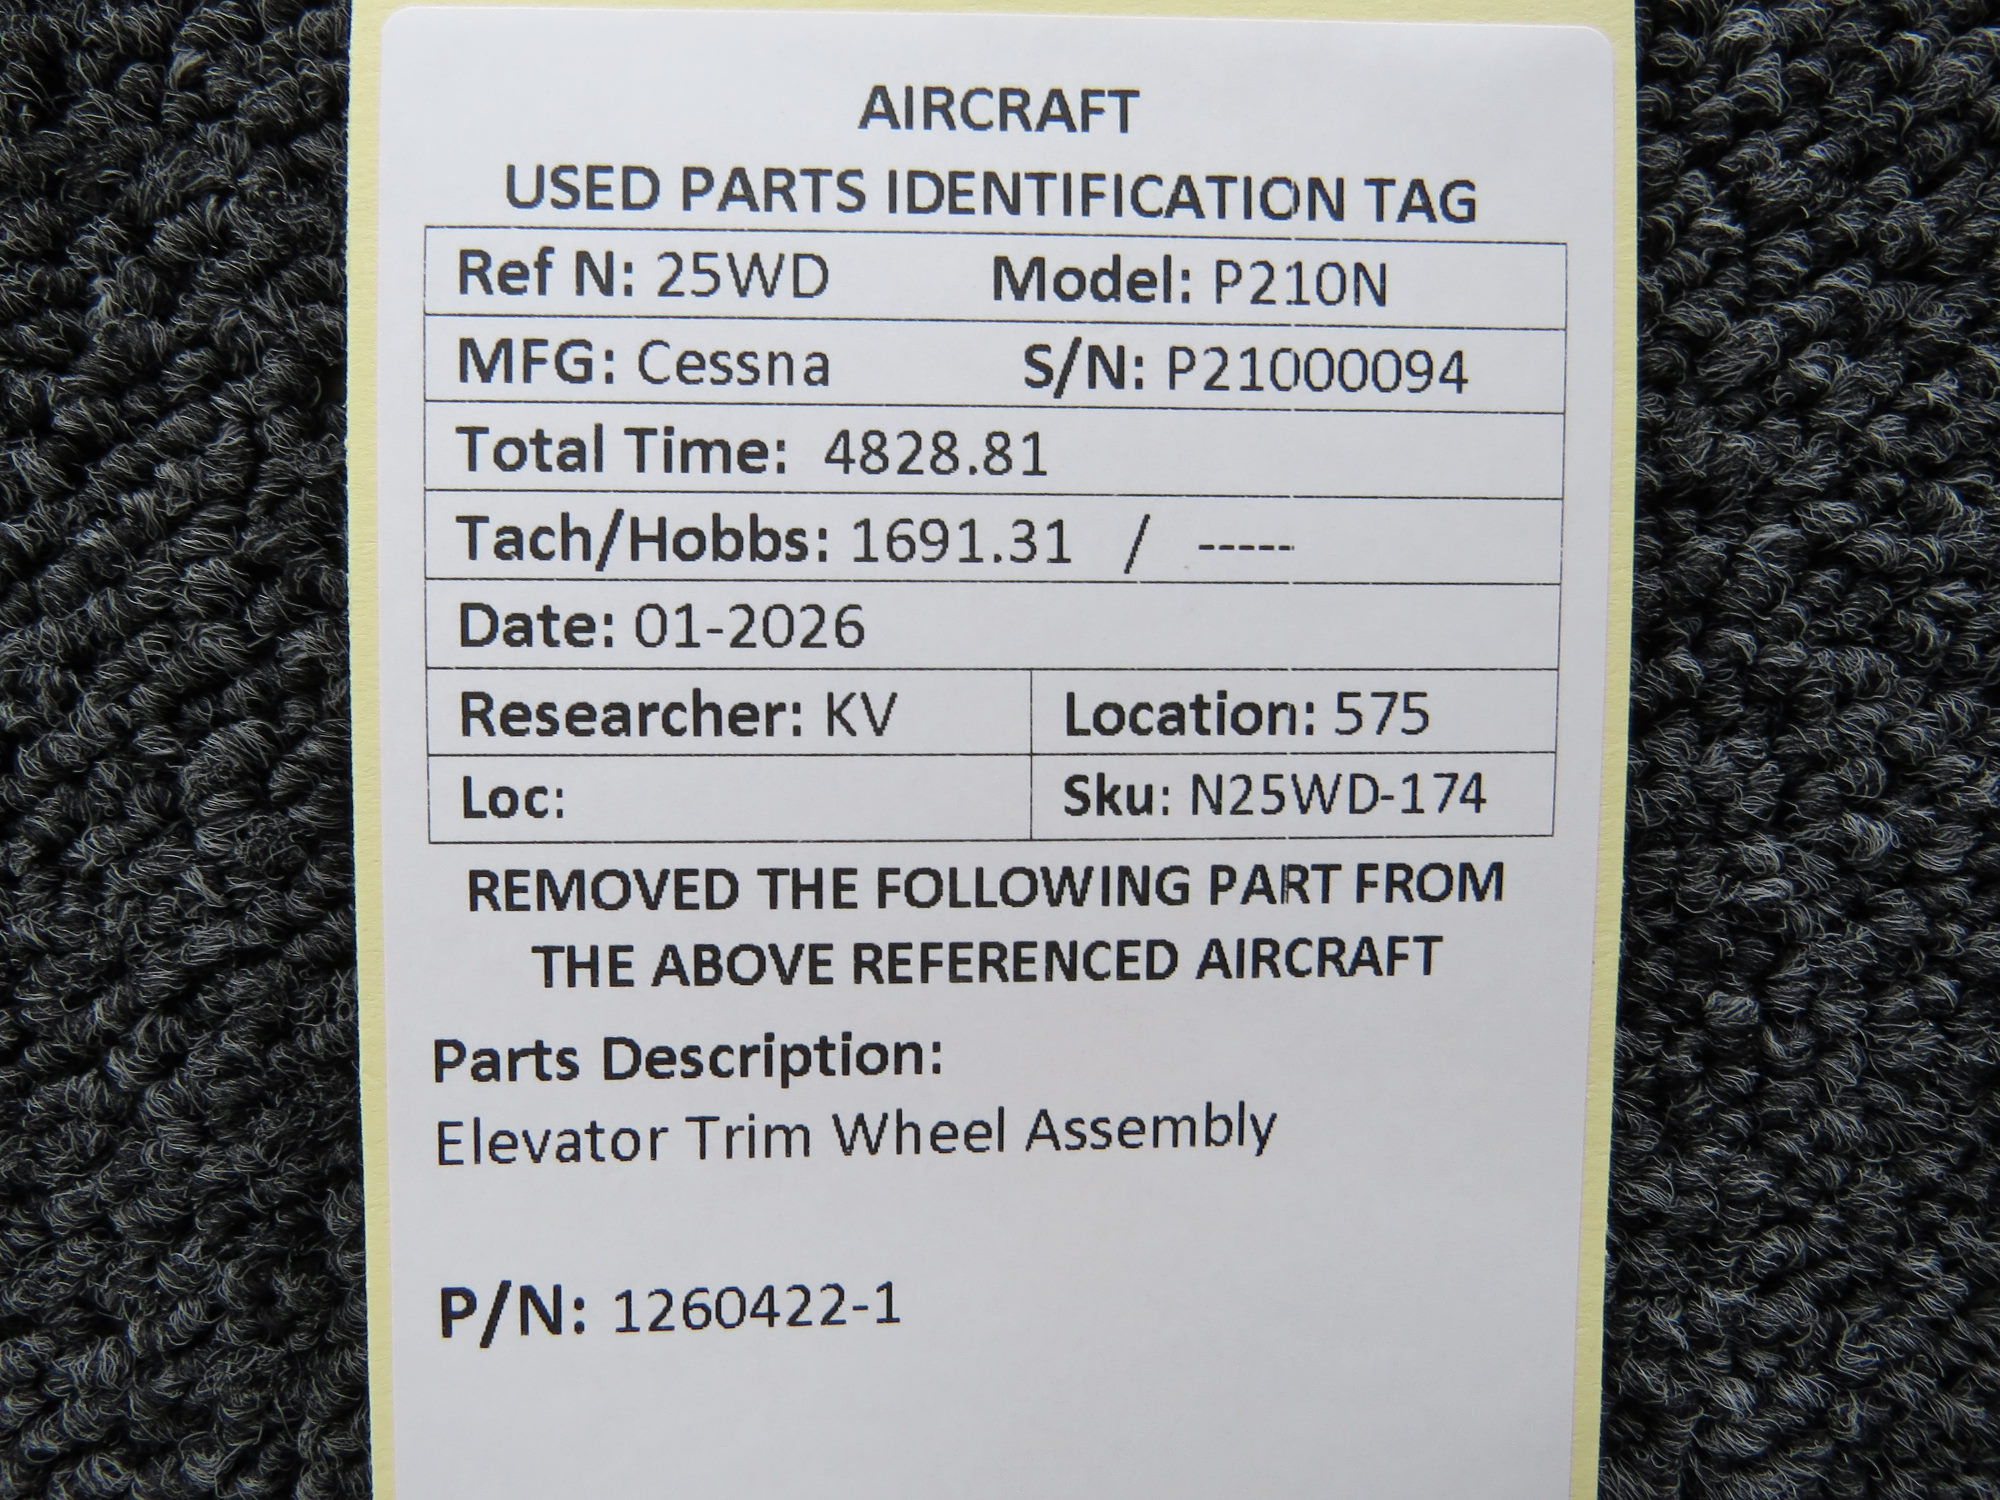 AIRCRAFT
USED PARTS IDENTIFICATION TAG
Ref N: 25WD Model: P210N
MFG: Cessna S/N: P21000094
Total Time: 4828.81
Tach/Hobbs: 1691.31 / -----
Date: 01-2026
Researcher: KV Location: 575
Loc: Sku: N25WD-174
REMOVED THE FOLLOWING PART FROM
THE ABOVE REFERENCED AIRCRAFT
Parts Description:
Elevator Trim Wheel Assembly
P/N: 1260422-1